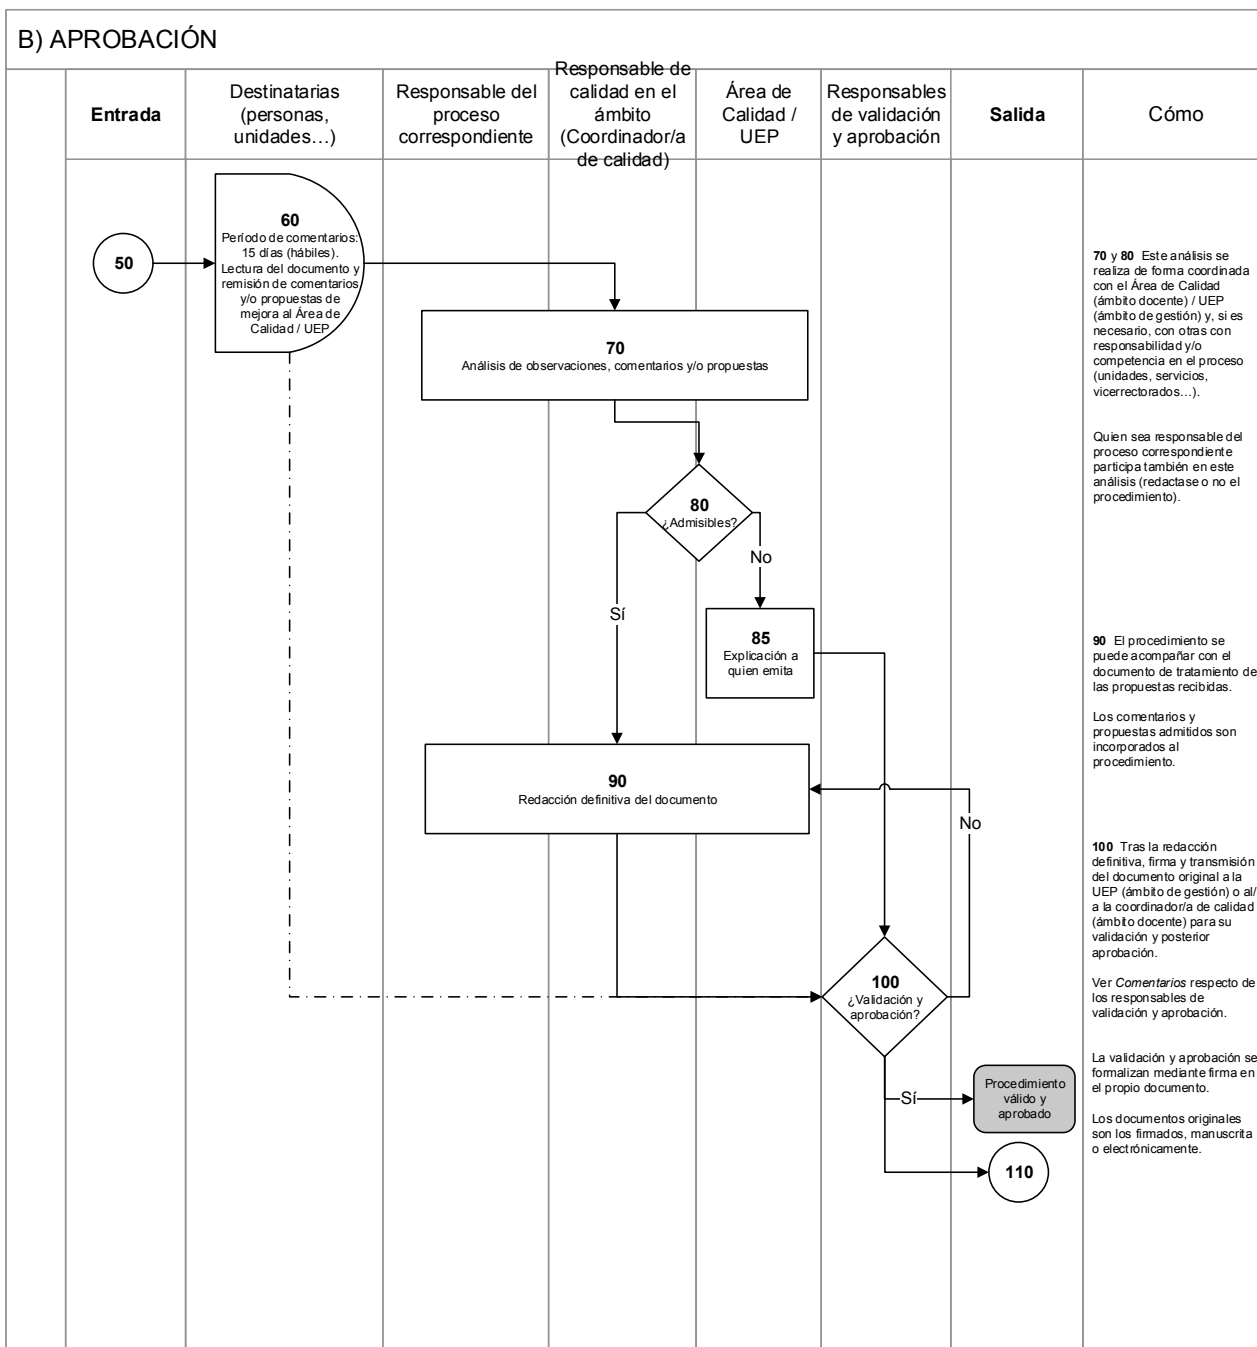 B) APROBACIÓN
Entrada
Destinatarias
(personas,
unidades…)
Responsable del
proceso
correspondiente
Responsable de
calidad en el
ámbito
(Coordinador/a
de calidad)
Área de
Calidad /
UEP
Responsables
de validación
y aprobación
Salida
Cómo
50
60
Período de comentarios:
15 días (hábiles).
Lectura del documento y
remisión de comentarios
y/o propuestas de
mejora al Área de
Calidad / UEP
70
Análisis de observaciones, comentarios y/o propuestas
80
¿Admisibles?
No
Sí
85
Explicación a
quien emita
90
Redacción definitiva del documento
No
100
¿Validación y
aprobación?
Sí
Procedimiento
válido y
aprobado
110
70 y 80 Este análisis se
realiza de forma coordinada
con el Área de Calidad
(ámbito docente) / UEP
(ámbito de gestión) y, si es
necesario, con otras con
responsabilidad y/o
competencia en el proceso
(unidades, servicios,
vicerrectorados…).
Quien sea responsable del
proceso correspondiente
participa también en este
análisis (redactase o no el
procedimiento).
90 El procedimiento se
puede acompañar con el
documento de tratamiento de
las propuestas recibidas.
Los comentarios y
propuestas admitidos son
incorporados al
procedimiento.
100 Tras la redacción
definitiva, firma y transmisión
del documento original a la
UEP (ámbito de gestión) o al/
a la coordinador/a de calidad
(ámbito docente) para su
validación y posterior
aprobación.
Ver Comentarios respecto de
los responsables de
validación y aprobación.
La validación y aprobación se
formalizan mediante firma en
el propio documento.
Los documentos originales
son los firmados, manuscrita
o electrónicamente.